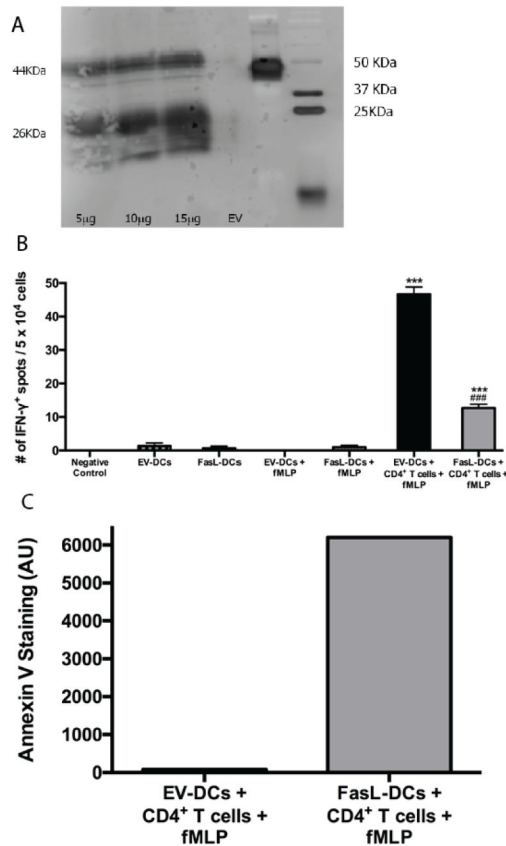 A
44KDa
26KDa
5µg 10µg 15µg EV
50 KDa
37 KDa
25KDa
B
# of IFN-γ⁺ spots / 5 x 10⁴ cells
50
40
30
20
10
0
***
***
###
Negative
Control
EV-DCs
FasL-DCs
EV-DCs +
fMLP
FasL-DCs +
fMLP
EV-DCs +
CD4⁺ T cells +
fMLP
FasL-DCs +
CD4⁺ T cells +
fMLP
C
Annexin V Staining (AU)
6000
5000
4000
3000
2000
1000
0
EV-DCs +
CD4⁺ T cells +
fMLP
FasL-DCs +
CD4⁺ T cells +
fMLP